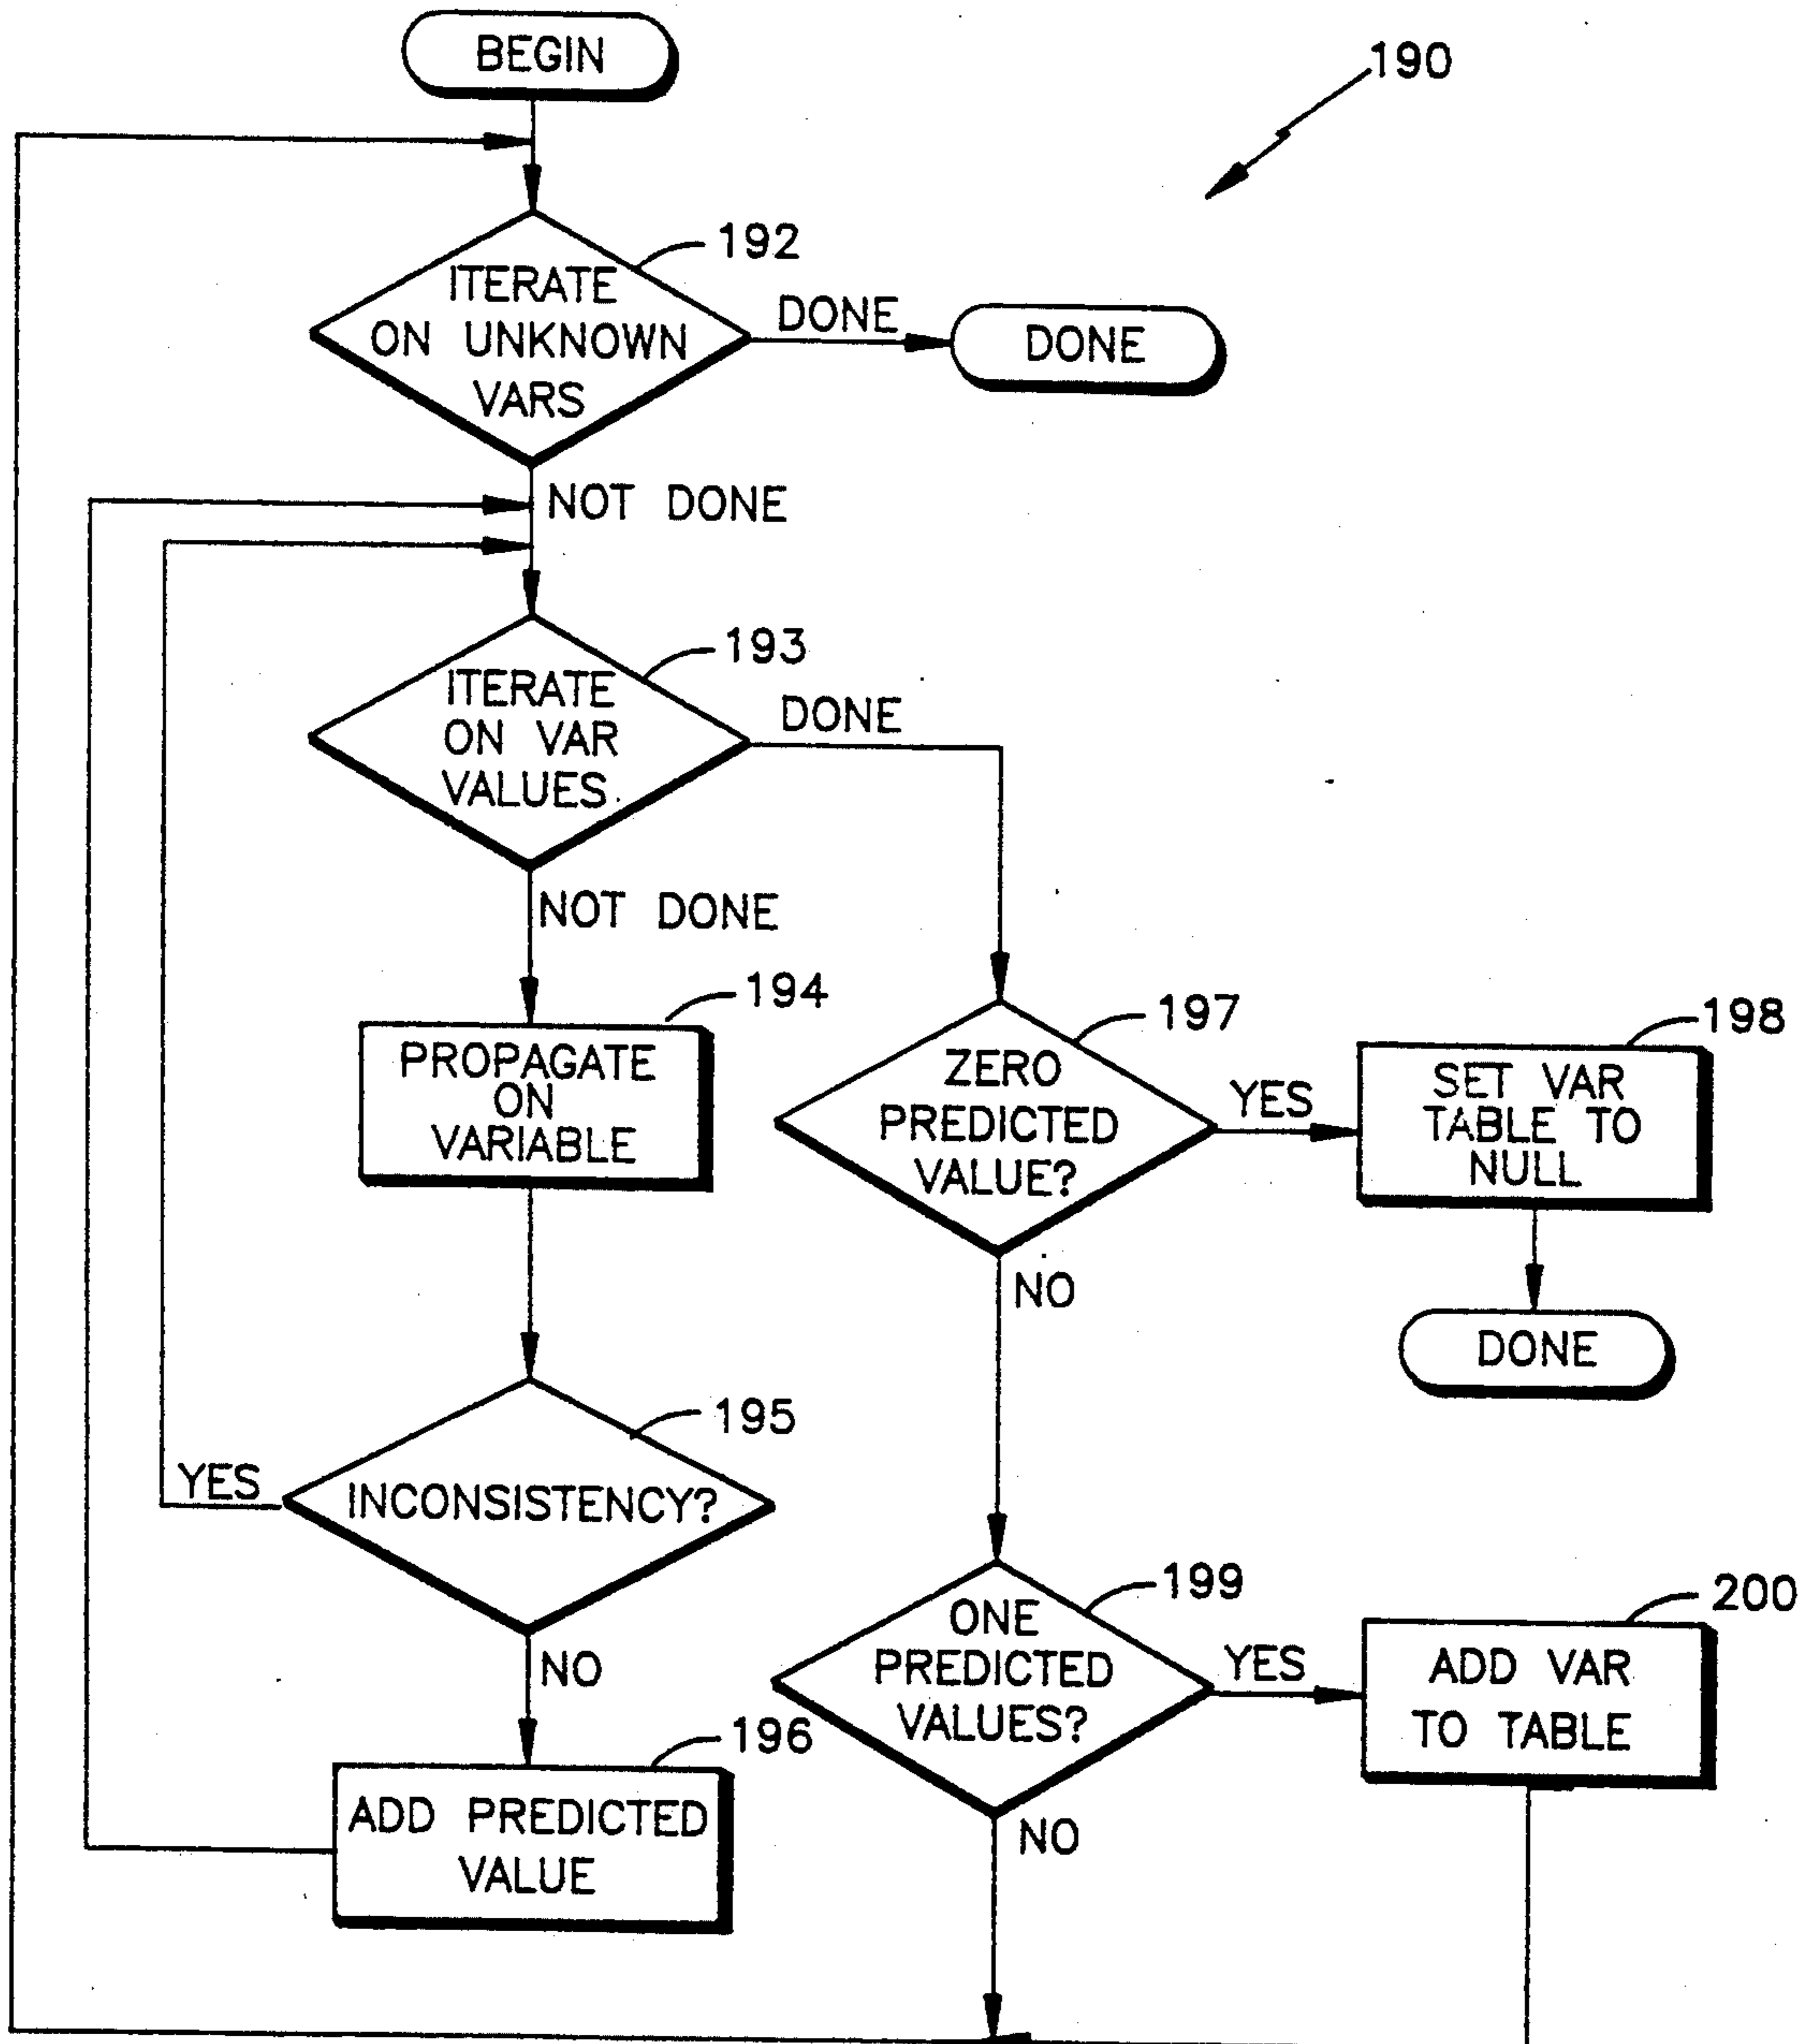 BEGIN
190
192
ITERATE
ON UNKNOWN
VARS
DONE
DONE
NOT DONE
193
ITERATE
ON VAR
VALUES
DONE
NOT DONE
194
PROPAGATE
ON
VARIABLE
197
ZERO
PREDICTED
VALUE?
YES
198
SET VAR
TABLE TO
NULL
NO
DONE
195
INCONSISTENCY?
YES
NO
199
ONE
PREDICTED
VALUES?
YES
200
ADD VAR
TO TABLE
196
ADD PREDICTED
VALUE
NO